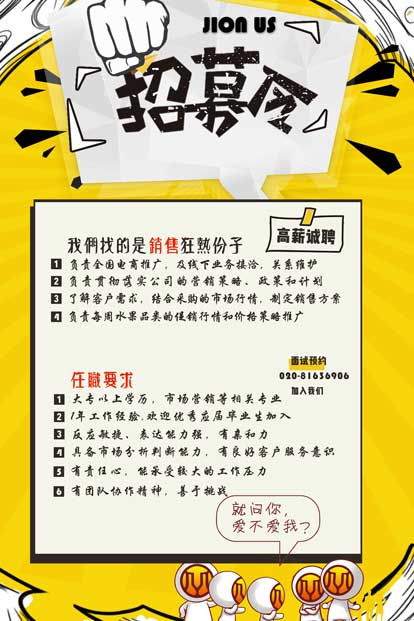 JION US
招募令
我們找的是銷售狂熱份子
高薪诚聘
1 负责全国电商推广，及线下业务接洽，关系维护
2 负责贯彻落实公司的营销策略、政策和计划
3 了解客户需求，结合采购的市场行情，制定销售方案
4 负责每周水果品类的促销行情和价格策略推广
面试预约
020-81636906
加入我们
任職要求
1 大专以上学历，市场营销等相关专业
2 1年工作经验.欢迎优秀应届毕业生加入
3 反应敏捷、表达能力强，有亲和力
4 具备市场分析判断能力，有良好客户服务意识
5 有责任心，能承受较大的工作压力
6 有团队协作精神，善于挑战
就问你，
爱不爱我？